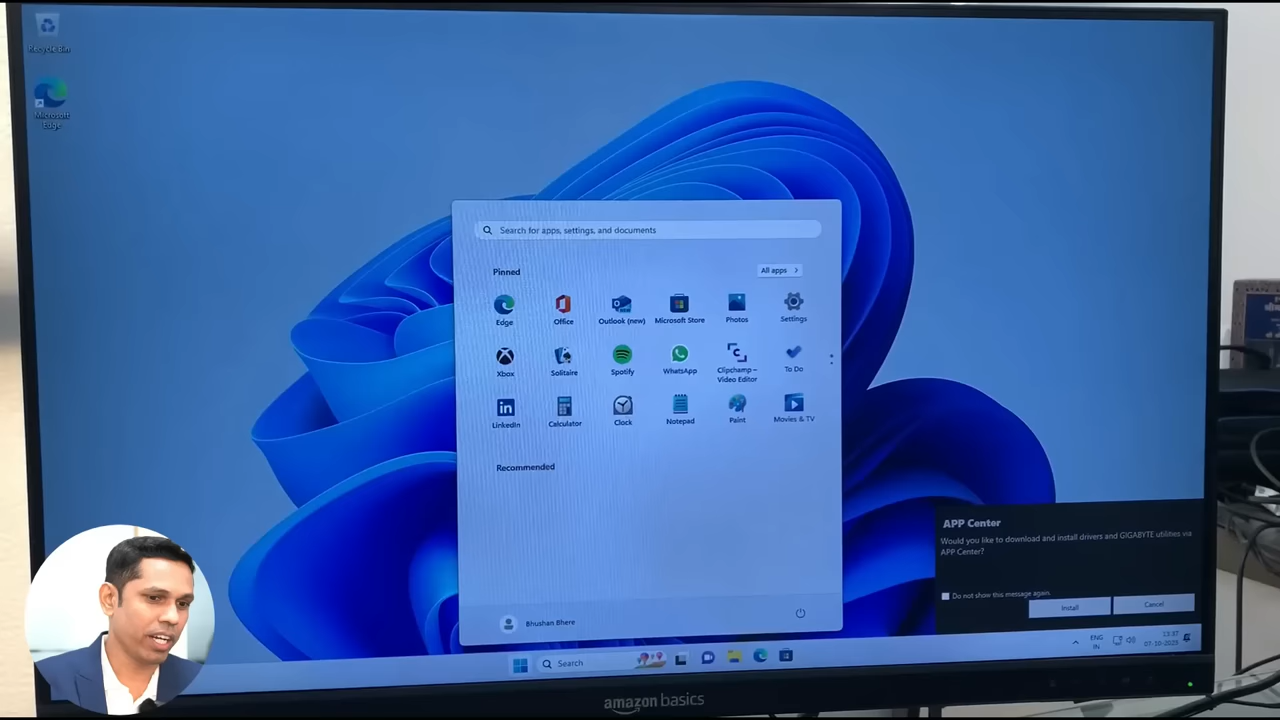 Recycle Bin
Microsoft
Edge
Search for apps, settings, and documents
Pinned
All apps >
Edge
Office
Outlook (new)
Microsoft Store
Photos
Settings
Xbox
Solitaire
Spotify
WhatsApp
Clipchamp –
Video Editor
To Do
LinkedIn
Calculator
Clock
Notepad
Paint
Movies & TV
Recommended
Bhushan Bhere
APP Center
Would you like to download and install drivers and GIGABYTE utilities via
APP Center?
Do not show this message again.
Install
Cancel
Search
ENG
IN
13:37
amazon basics